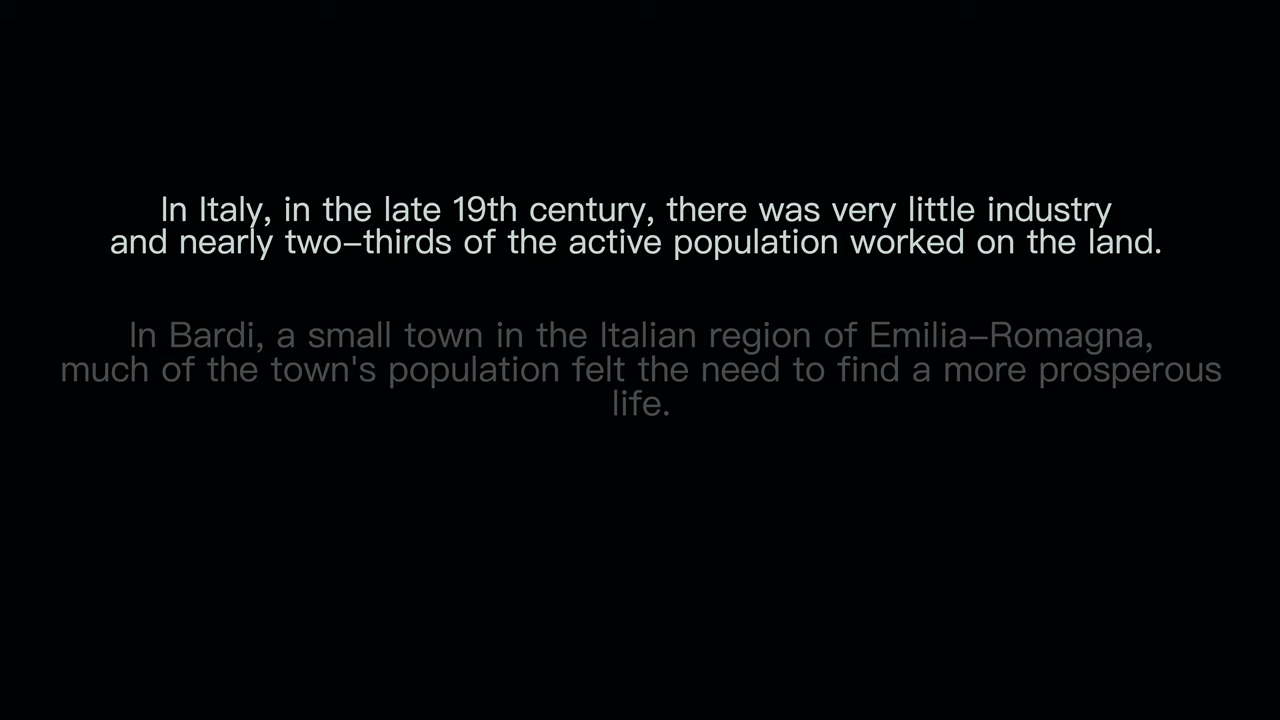 In Italy, in the late 19th century, there was very little industry
and nearly two–thirds of the active population worked on the land.
In Bardi, a small town in the Italian region of Emilia–Romagna,
much of the town's population felt the need to find a more prosperous
life.